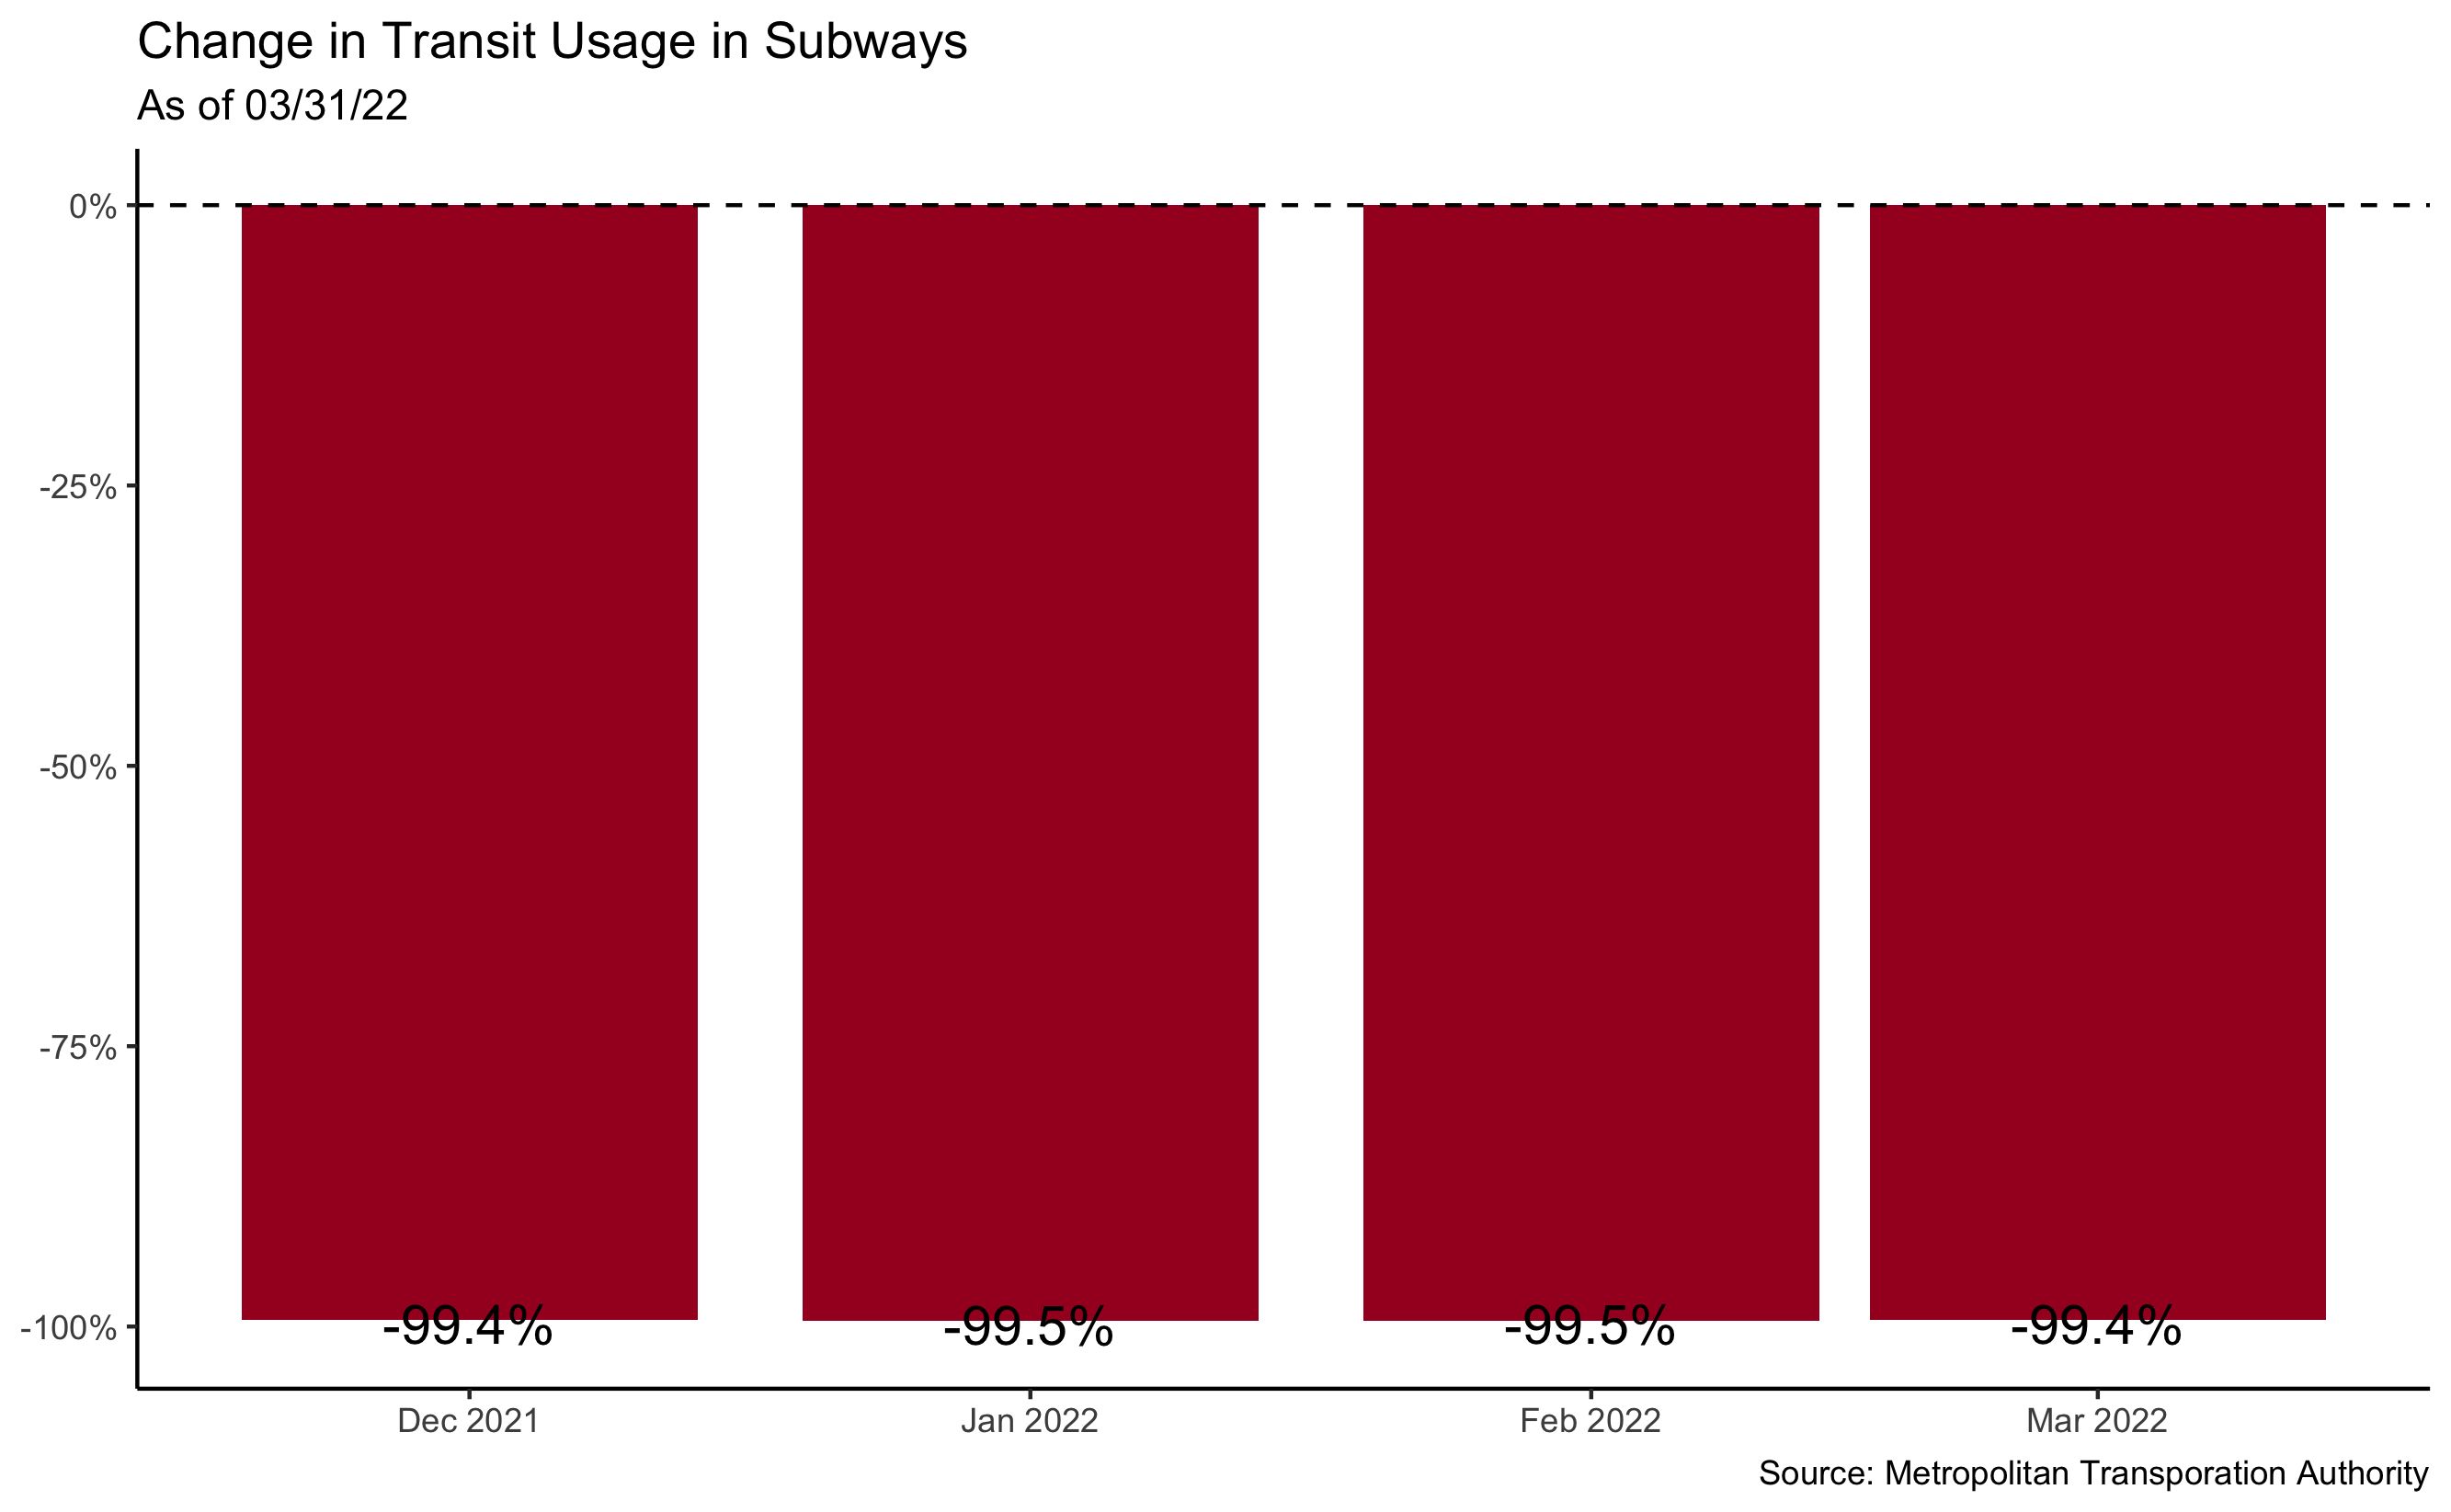 Change in Transit Usage in Subways
As of 03/31/22
0%
-25%
-50%
-75%
-100%
-99.4%
-99.5%
-99.5%
-99.4%
Dec 2021
Jan 2022
Feb 2022
Mar 2022
Source: Metropolitan Transporation Authority